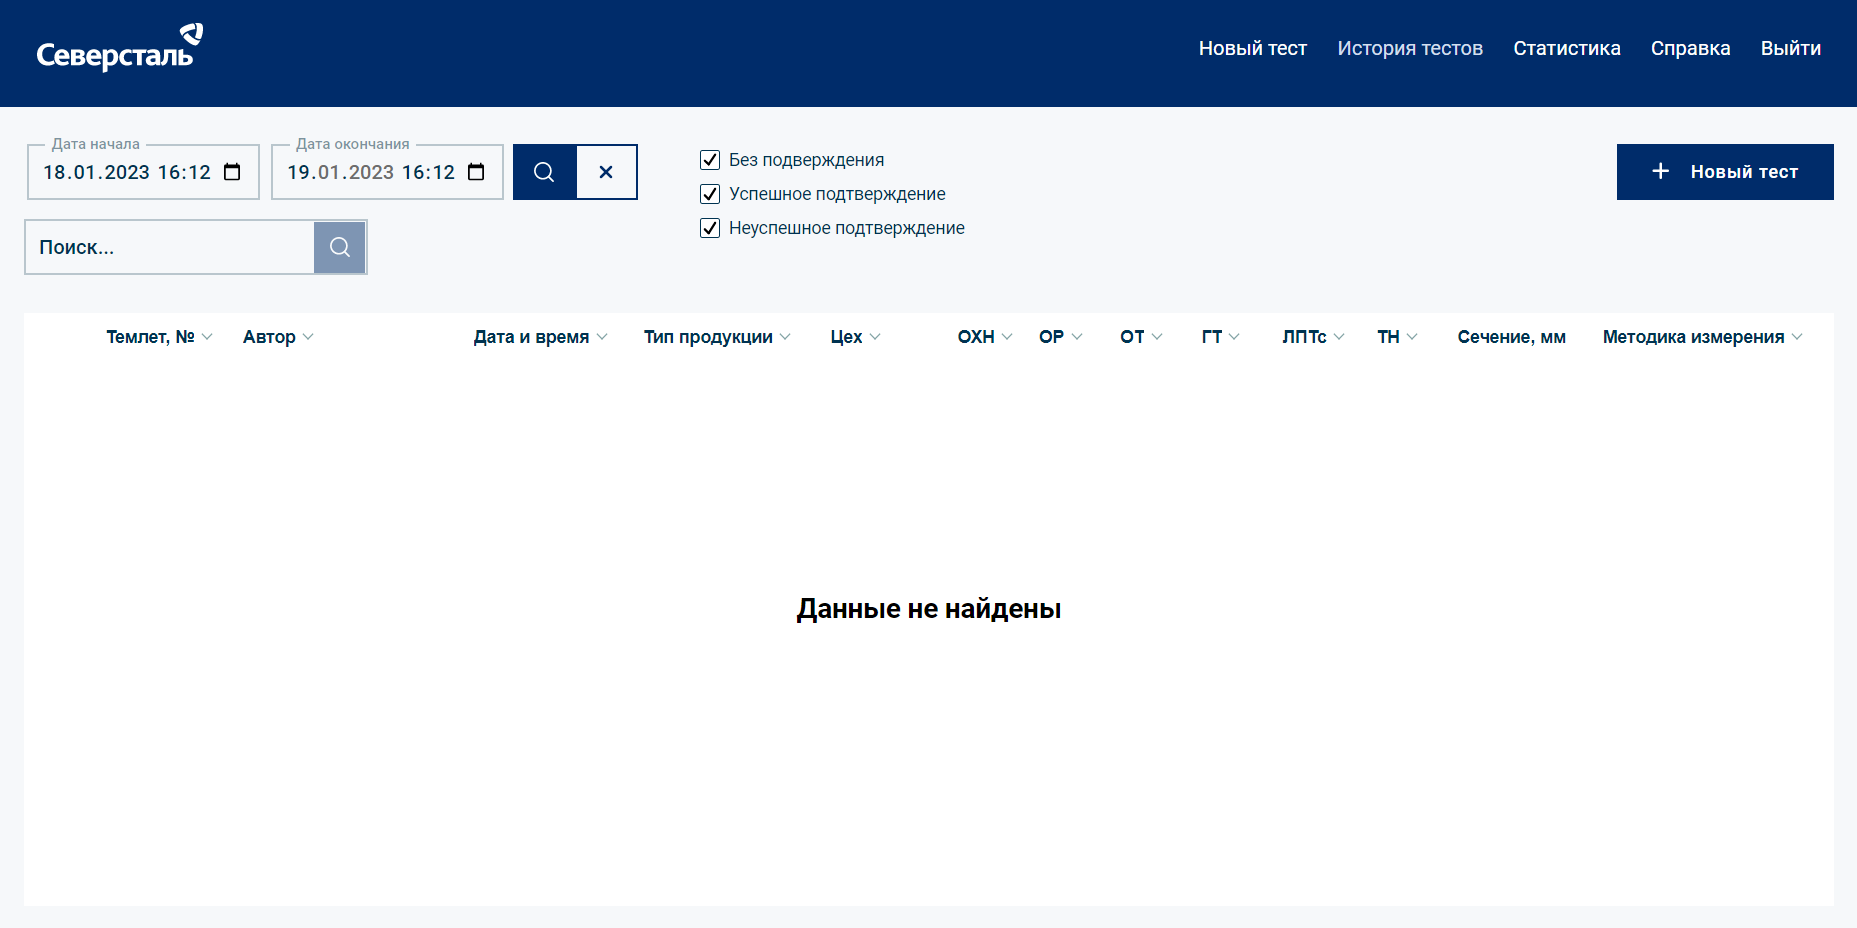 Северсталь
Новый тест История тестов Статистика Справка Выйти
Дата начала
18.01.2023 16:12
Дата окончания
19.01.2023 16:12
Без подверждения
Успешное подтверждение
Неуспешное подтверждение
Новый тест
Поиск...
Темлет, № Автор Дата и время Тип продукции Цех ОХН ОР ОТ ГТ ЛПТс ТН Сечение, мм Методика измерения
Данные не найдены